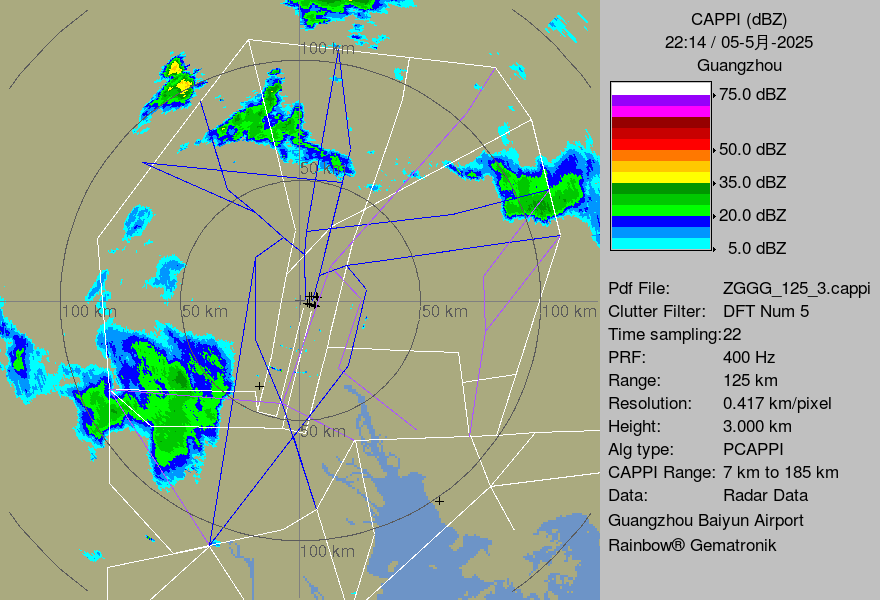 CAPPI (dBZ)
22:14 / 05-5月-2025
Guangzhou
75.0 dBZ
50.0 dBZ
35.0 dBZ
20.0 dBZ
5.0 dBZ
Pdf File: ZGGG_125_3.cappi
Clutter Filter: DFT Num 5
Time sampling:22
PRF: 400 Hz
Range: 125 km
Resolution: 0.417 km/pixel
Height: 3.000 km
Alg type: PCAPPI
CAPPI Range: 7 km to 185 km
Data: Radar Data
Guangzhou Baiyun Airport
Rainbow® Gematronik
100 km
50 km
100 km
50 km
50 km
100 km
50 km
100 km